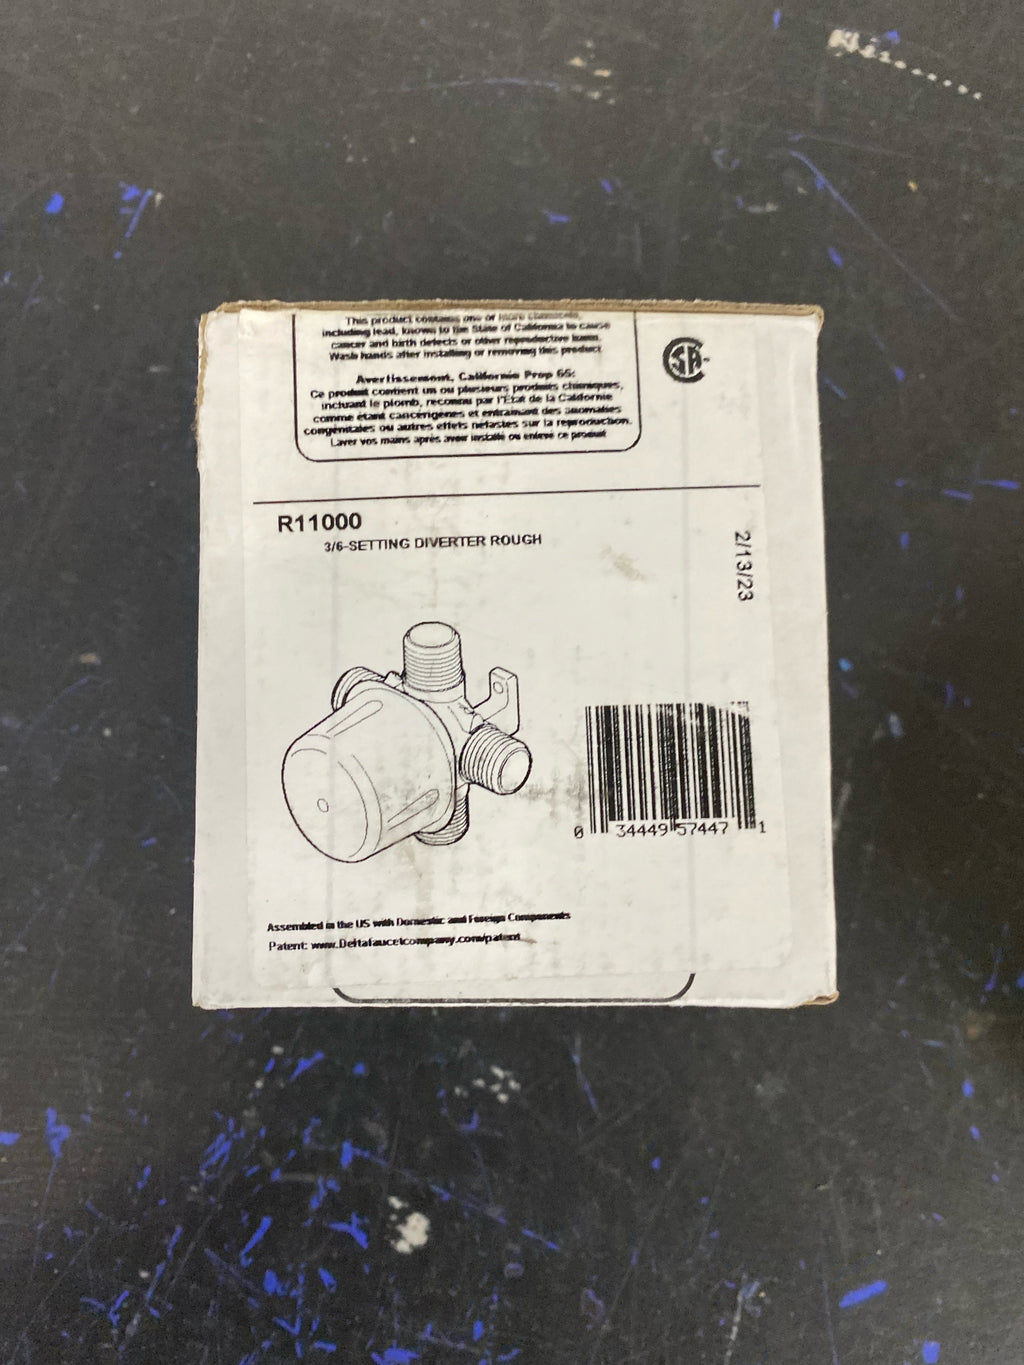 This product contains one or more chemicals,
including lead, known to the State of California to cause
cancer and birth defects or other reproductive harm.
Wash hands after installing or removing this product
Avertissement, Californie Prop 65:
Ce produit contient un ou plusieurs produits chimiques,
incluant le plomb, reconnu par l'État de la Californie
comme étant cancérigènes et entraînant des anomalies
congénitales ou autres effets néfastes sur la reproduction.
Laver vos mains après avoir installé ou enlevé ce produit
R11000
3/6-SETTING DIVERTER ROUGH
2/13/23
0 34449 57447 1
Assembled in the US with Domestic and Foreign Components
Patent: www.Deltafaucetcompany.com/patent